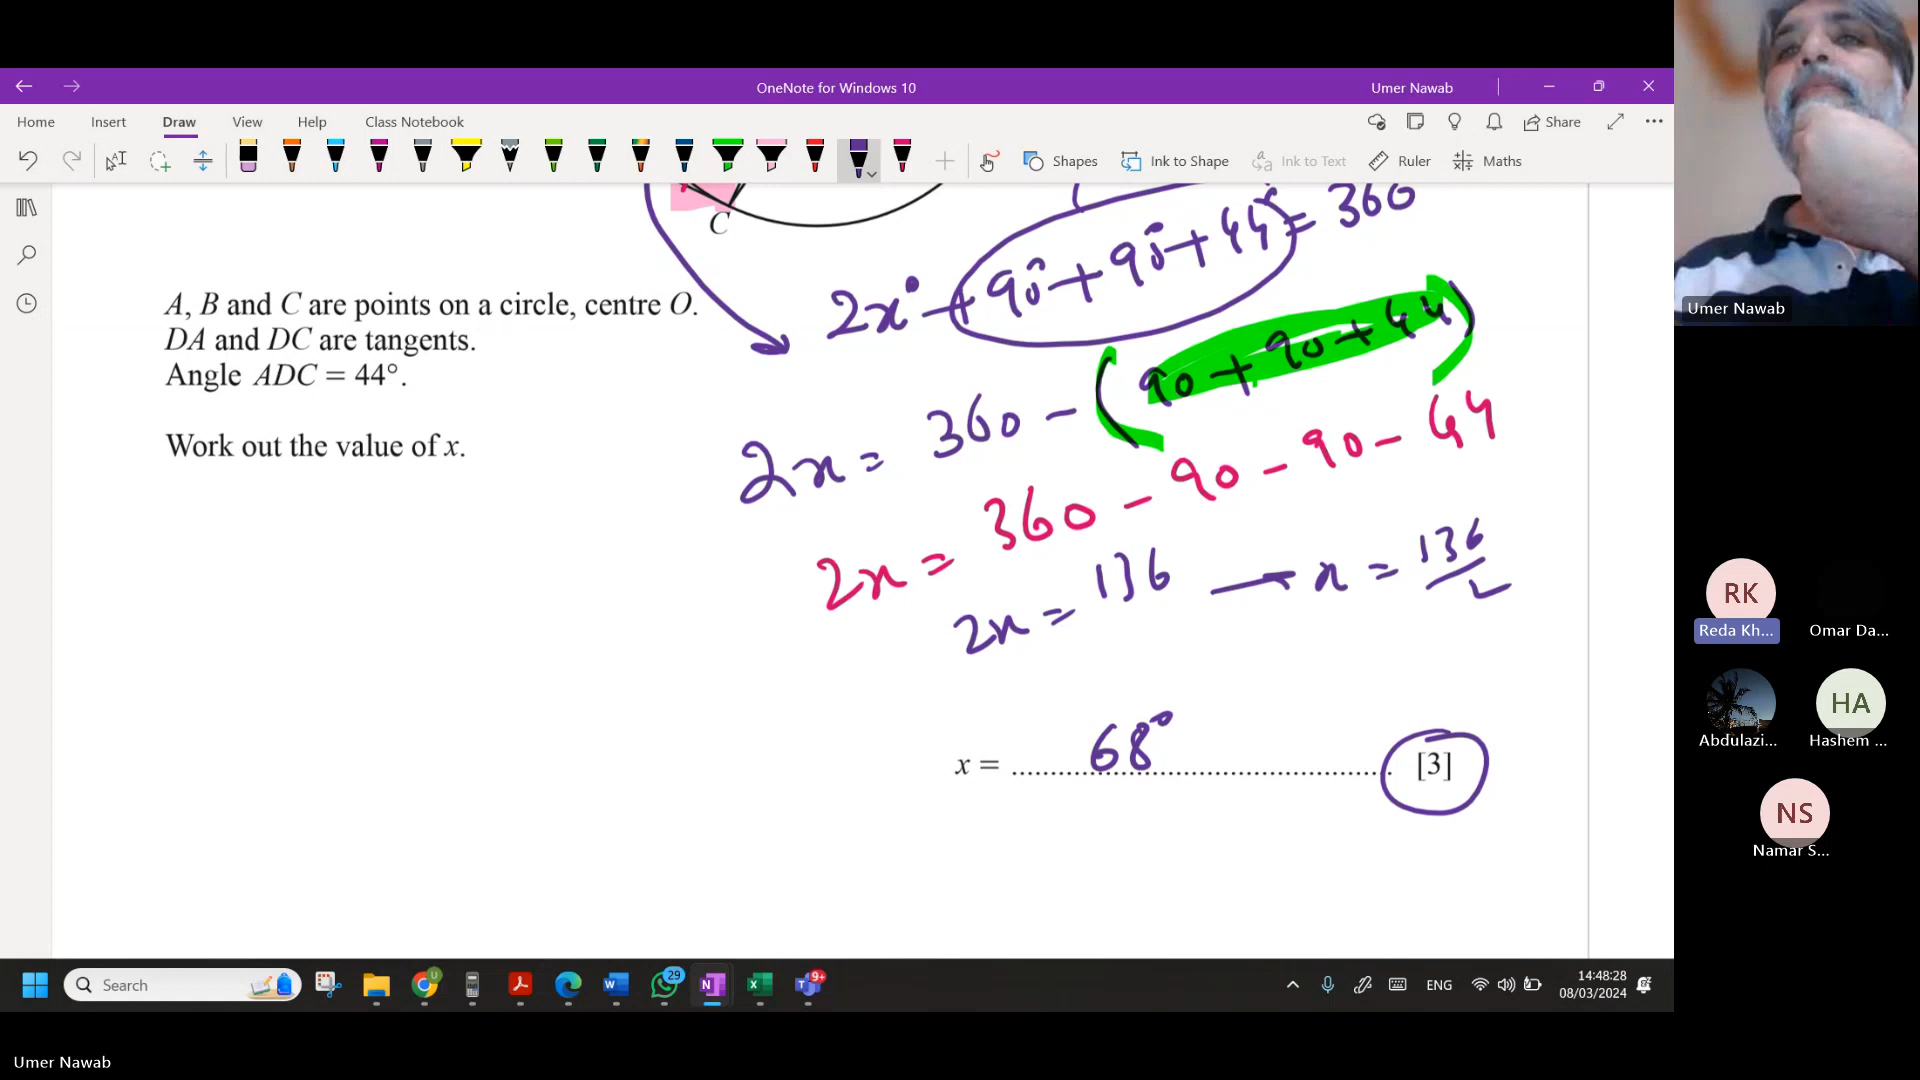 OneNote for Windows 10
Umer Nawab
Home Insert Draw View Help Class Notebook
Share
Shapes Ink to Shape Ink to Text Ruler Maths
C
2x° + 90° + 90° + 44° = 360
A, B and C are points on a circle, centre O.
DA and DC are tangents.
Angle ADC = 44°.
Work out the value of x.
2x = 360 - (90 + 90 + 44)
2x = 360 - 90 - 90 - 44
2x = 136 → x = 136/2
x = 68° [3]
Umer Nawab
RK
Reda Kh...
Omar Da...
Abdulazi...
HA
Hashem ...
NS
Namar S...
Search
29
9+
ENG
14:48:28
08/03/2024
Umer Nawab